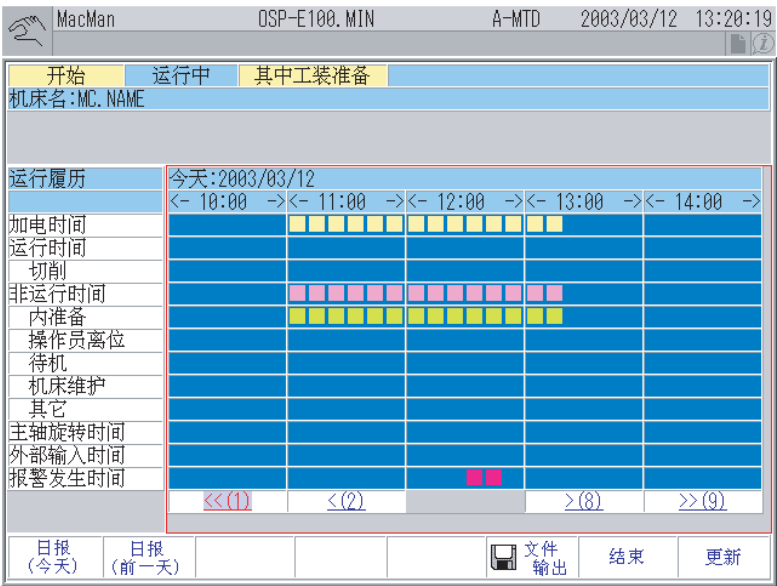 MacMan OSP-E100.MIN A-MTD 2003/03/12 13:20:19
开始 运行中 其中工装准备
机床名:MC.NAME
运行履历 今天:2003/03/12
<- 10:00 -><- 11:00 -><- 12:00 -><- 13:00 -><- 14:00 ->
加电时间
运行时间
切削
非运行时间
内准备
操作员离位
待机
机床维护
其它
主轴旋转时间
外部输入时间
报警发生时间
<<(1) <(2) >(8) >>(9)
日报 日报 文件 结束 更新
(今天) (前一天) 输出